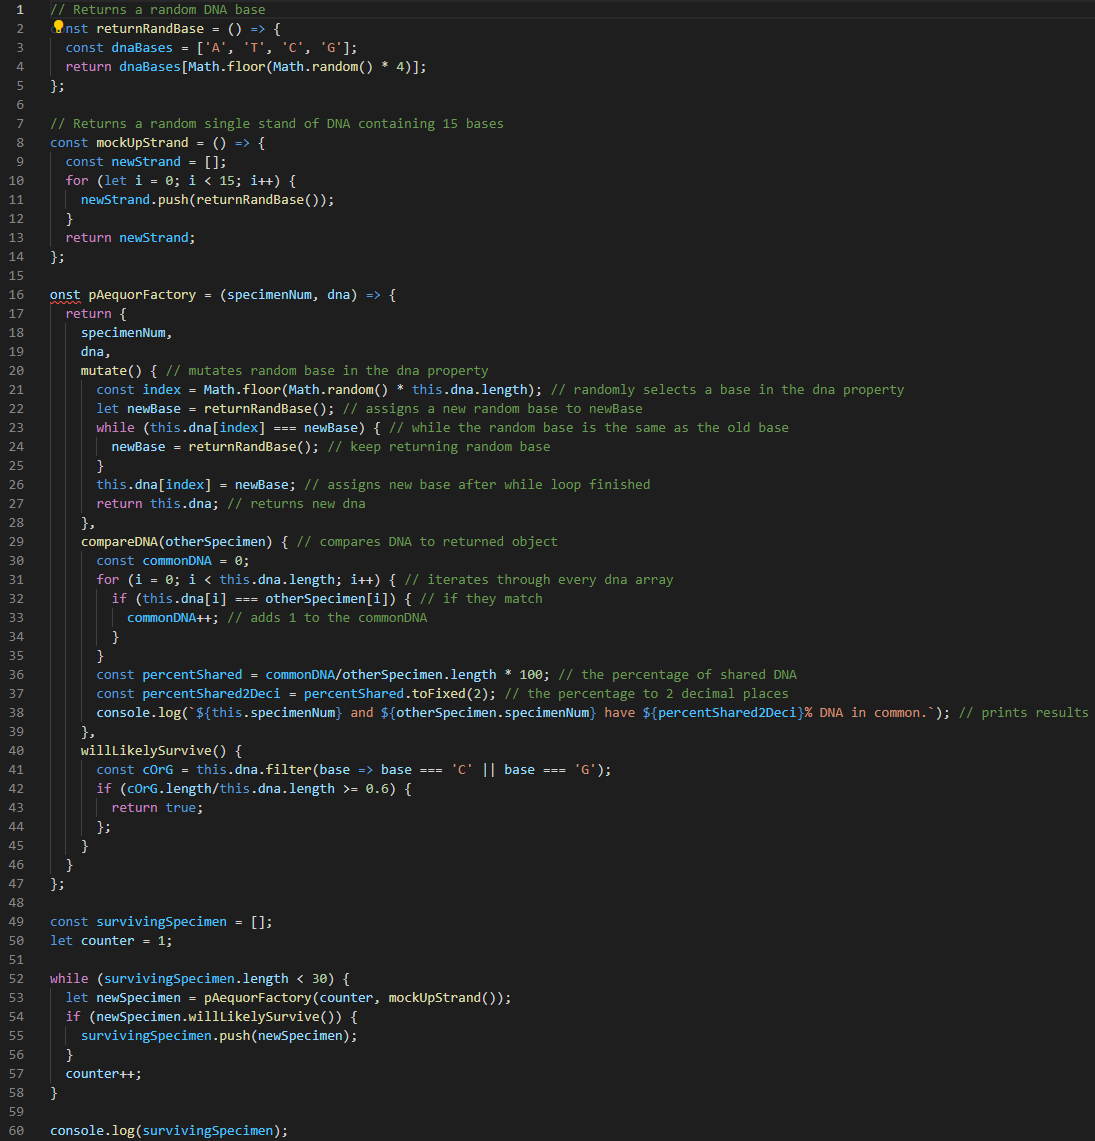 1 // Returns a random DNA base
2 const returnRandBase = () => {
3 const dnaBases = ['A', 'T', 'C', 'G'];
4 return dnaBases[Math.floor(Math.random() * 4)];
5 };
6
7 // Returns a random single stand of DNA containing 15 bases
8 const mockUpStrand = () => {
9 const newStrand = [];
10 for (let i = 0; i < 15; i++) {
11 newStrand.push(returnRandBase());
12 }
13 return newStrand;
14 };
15
16 onst pAequorFactory = (specimenNum, dna) => {
17 return {
18 specimenNum,
19 dna,
20 mutate() { // mutates random base in the dna property
21 const index = Math.floor(Math.random() * this.dna.length); // randomly selects a base in the dna property
22 let newBase = returnRandBase(); // assigns a new random base to newBase
23 while (this.dna[index] === newBase) { // while the random base is the same as the old base
24 newBase = returnRandBase(); // keep returning random base
25 }
26 this.dna[index] = newBase; // assigns new base after while loop finished
27 return this.dna; // returns new dna
28 },
29 compareDNA(otherSpecimen) { // compares DNA to returned object
30 const commonDNA = 0;
31 for (i = 0; i < this.dna.length; i++) { // iterates through every dna array
32 if (this.dna[i] === otherSpecimen[i]) { // if they match
33 commonDNA++; // adds 1 to the commonDNA
34 }
35 }
36 const percentShared = commonDNA/otherSpecimen.length * 100; // the percentage of shared DNA
37 const percentShared2Deci = percentShared.toFixed(2); // the percentage to 2 decimal places
38 console.log(`${this.specimenNum} and ${otherSpecimen.specimenNum} have ${percentShared2Deci}% DNA in common.`); // prints results
39 },
40 willLikelySurvive() {
41 const cOrG = this.dna.filter(base => base === 'C' || base === 'G');
42 if (cOrG.length/this.dna.length >= 0.6) {
43 return true;
44 };
45 }
46 }
47 };
48
49 const survivingSpecimen = [];
50 let counter = 1;
51
52 while (survivingSpecimen.length < 30) {
53 let newSpecimen = pAequorFactory(counter, mockUpStrand());
54 if (newSpecimen.willLikelySurvive()) {
55 survivingSpecimen.push(newSpecimen);
56 }
57 counter++;
58 }
59
60 console.log(survivingSpecimen);